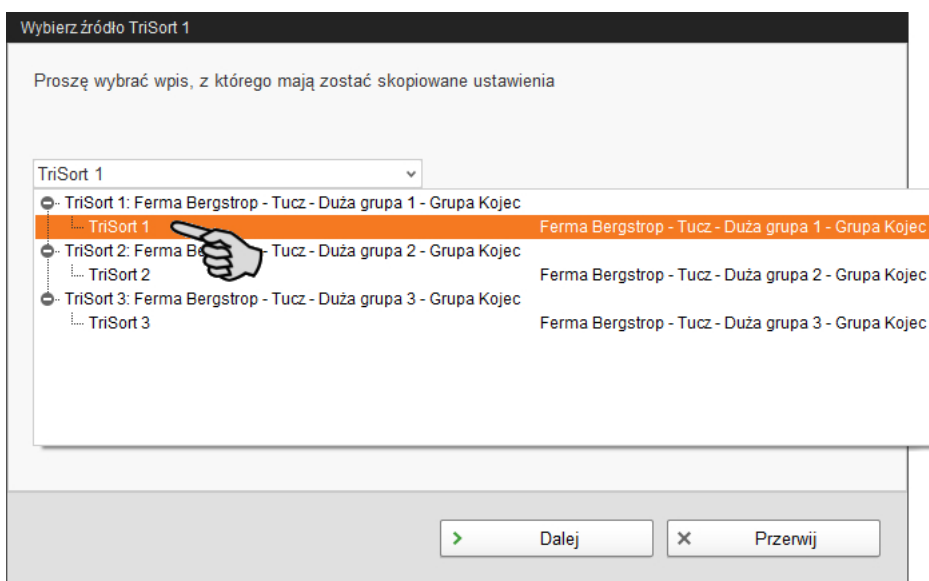 Wybierz źródło TriSort 1
Proszę wybrać wpis, z którego mają zostać skopiowane ustawienia
TriSort 1
TriSort 1: Ferma Bergstrop - Tucz - Duża grupa 1 - Grupa Kojec
TriSort 1 Ferma Bergstrop - Tucz - Duża grupa 1 - Grupa Kojec
TriSort 2: Ferma Be - Tucz - Duża grupa 2 - Grupa Kojec
TriSort 2 Ferma Bergstrop - Tucz - Duża grupa 2 - Grupa Kojec
TriSort 3: Ferma Bergstrop - Tucz - Duża grupa 3 - Grupa Kojec
TriSort 3 Ferma Bergstrop - Tucz - Duża grupa 3 - Grupa Kojec
Dalej Przerwij